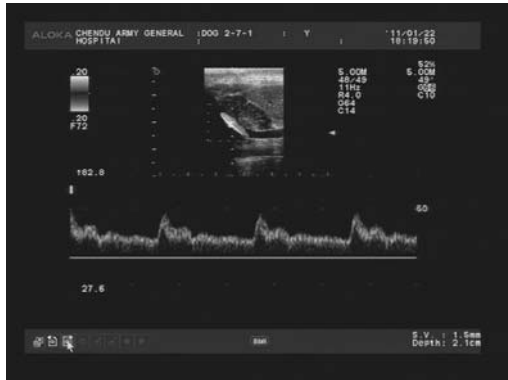 ALOKA CHENDU ARMY GENERAL :DOG 2-7-1 : Y '11/01/22
HOSPITAl : : 18:19:50
.20
.20
F72
5.00M
48/49
11Hz
R4.0
G64
C14
52%
5.00M
49°
C10
182.8
60
27.6
S.V. : 1.5mm
Depth: 2.1cm